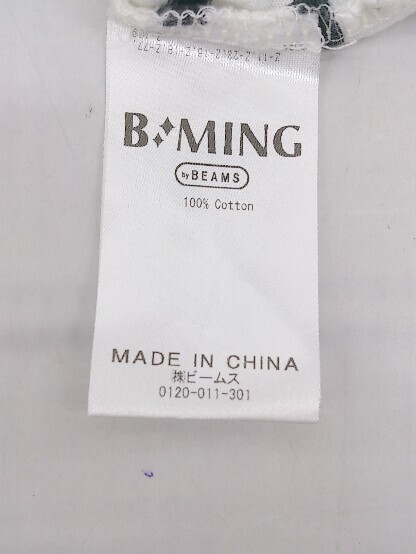 B:MING
by BEAMS
100% Cotton
MADE IN CHINA
㈱ビームス
0120-011-301